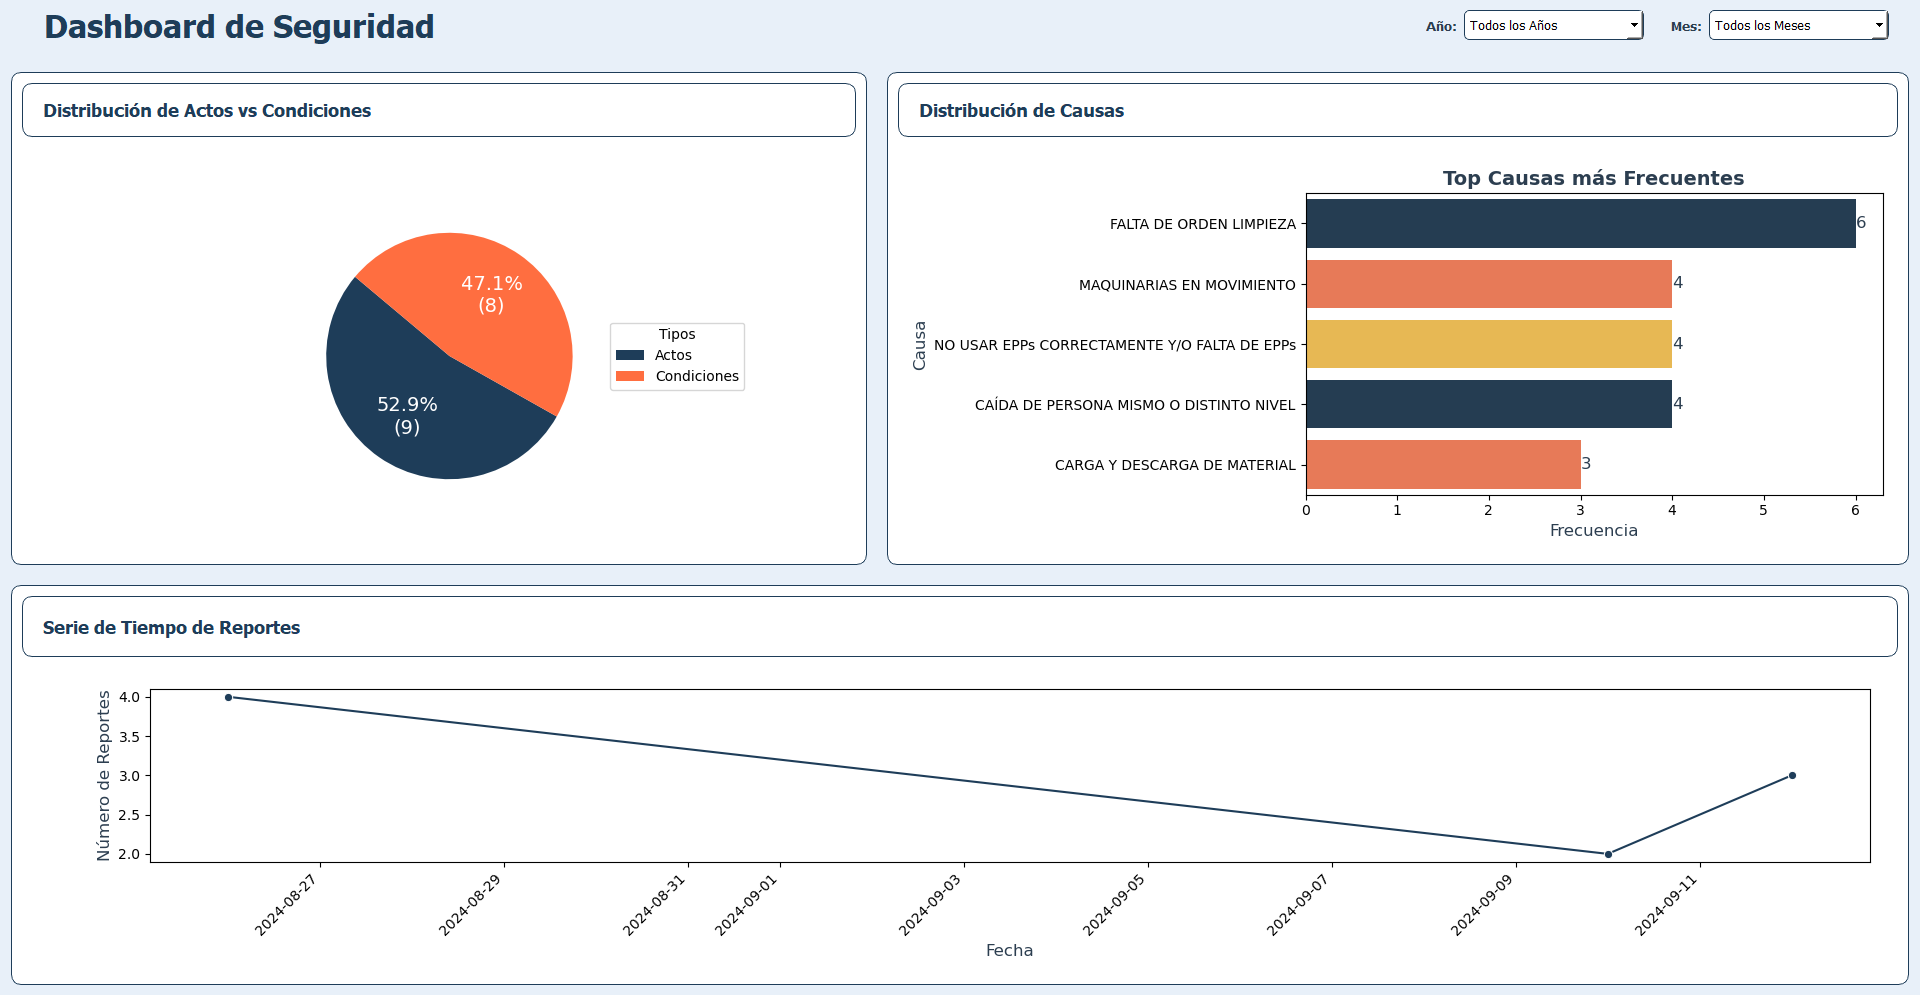 Dashboard de Seguridad
Año: Todos los Años Mes: Todos los Meses
Distribución de Actos vs Condiciones
47.1%
(8)
52.9%
(9)
Tipos
Actos
Condiciones
Distribución de Causas
Top Causas más Frecuentes
Causa
FALTA DE ORDEN LIMPIEZA 6
MAQUINARIAS EN MOVIMIENTO 4
NO USAR EPPs CORRECTAMENTE Y/O FALTA DE EPPs 4
CAÍDA DE PERSONA MISMO O DISTINTO NIVEL 4
CARGA Y DESCARGA DE MATERIAL 3
0 1 2 3 4 5 6
Frecuencia
Serie de Tiempo de Reportes
Número de Reportes
4.0
3.5
3.0
2.5
2.0
2024-08-27 2024-08-29 2024-08-31 2024-09-01 2024-09-03 2024-09-05 2024-09-07 2024-09-09 2024-09-11
Fecha